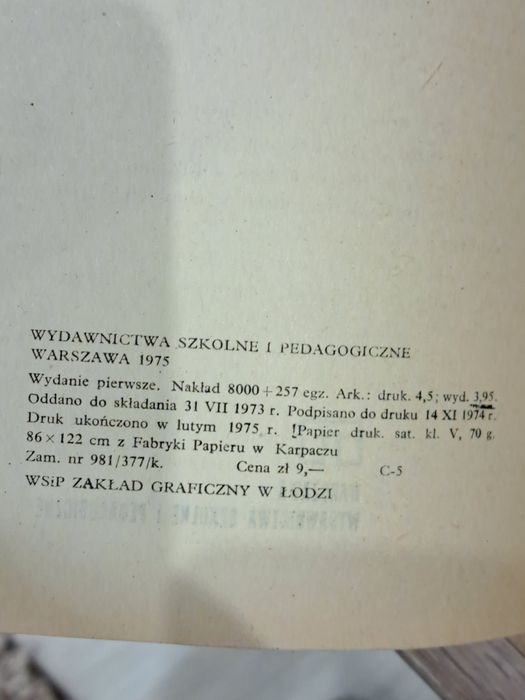 WYDAWNICTWA SZKOLNE I PEDAGOGICZNE
WARSZAWA 1975
Wydanie pierwsze. Nakład 8000+257 egz. Ark.: druk. 4,5; wyd. 3,95.
Oddano do składania 31 VII 1973 r. Podpisano do druku 14 XI 1974 r.
Druk ukończono w lutym 1975 r. !Papier druk. sat. kl. V, 70 g.
86×122 cm z Fabryki Papieru w Karpaczu
Zam. nr 981/377/k. Cena zł 9,— C-5
WSiP ZAKŁAD GRAFICZNY W ŁODZI